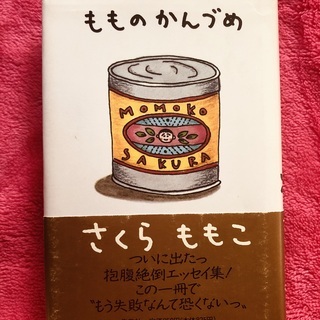 もものかんづめ
MOMOKO
SAKURA
さくらももこ
ついに出たっ
抱腹絶倒エッセイ集!
この一冊で
"もう失敗"なんて恐くないっ。